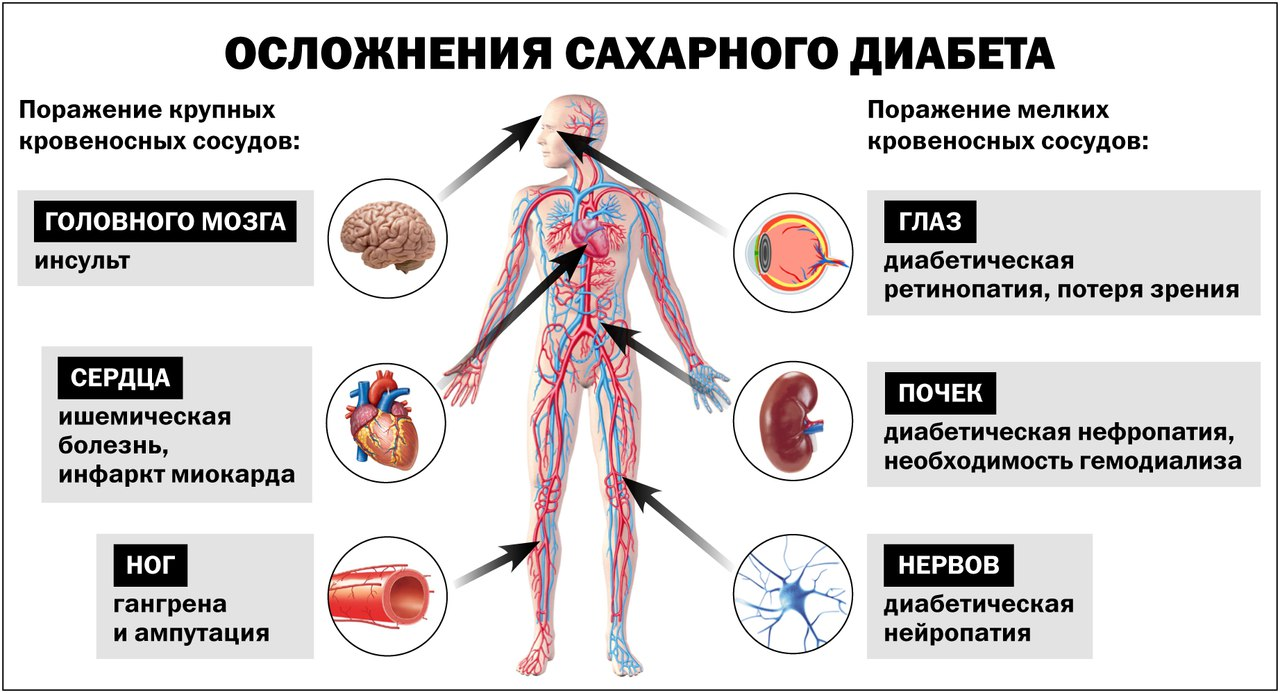 ОСЛОЖНЕНИЯ САХАРНОГО ДИАБЕТА
Поражение крупных
кровеносных сосудов:
ГОЛОВНОГО МОЗГА
инсульт
СЕРДЦА
ишемическая
болезнь,
инфаркт миокарда
НОГ
гангрена
и ампутация
Поражение мелких
кровеносных сосудов:
ГЛАЗ
диабетическая
ретинопатия, потеря зрения
ПОЧЕК
диабетическая нефропатия,
необходимость гемодиализа
НЕРВОВ
диабетическая
нейропатия